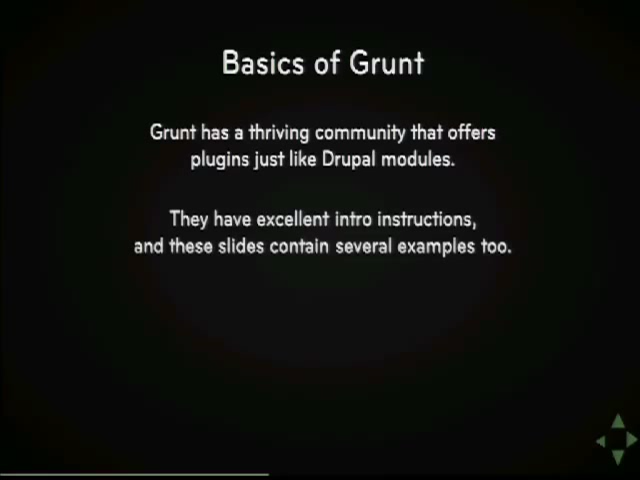 Basics of Grunt
Grunt has a thriving community that offers
plugins just like Drupal modules.
They have excellent intro instructions,
and these slides contain several examples too.